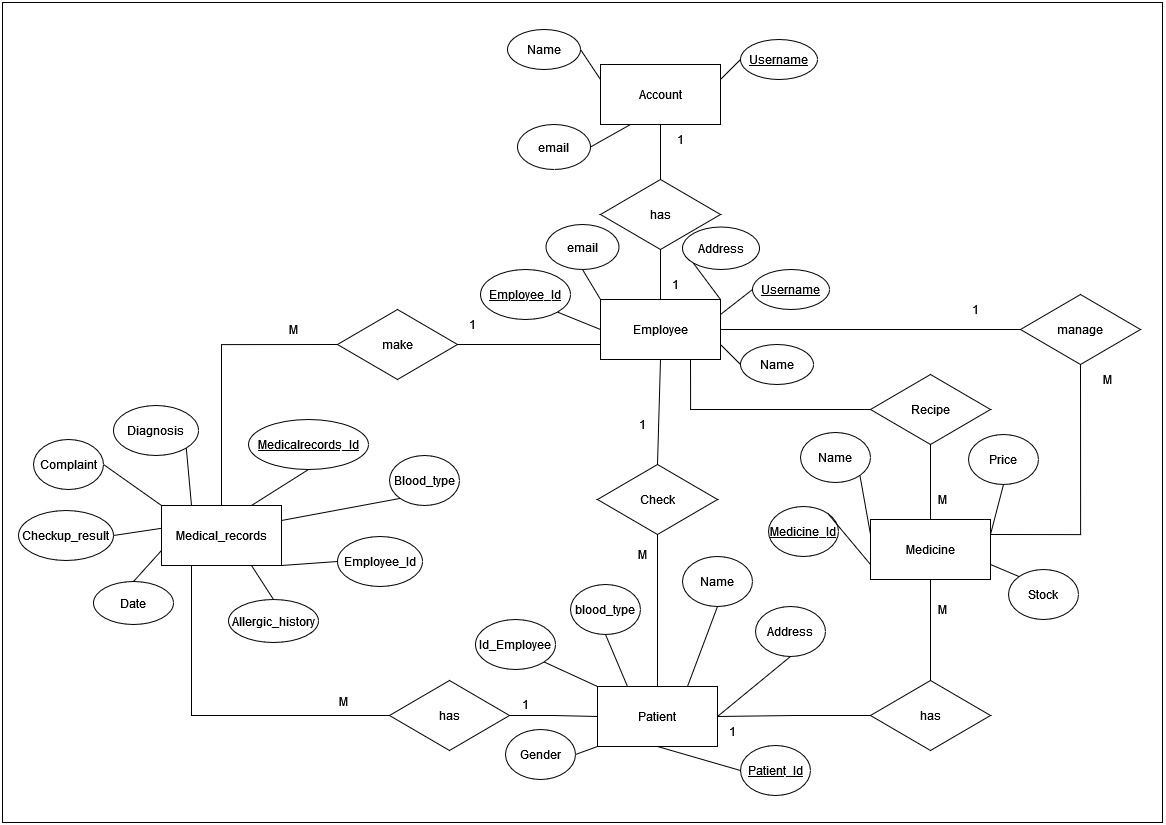 Name
Username
Account
email
1
has
email
Address
1
Employee_Id
Username
Employee
1
manage
M
make
1
Name
M
Recipe
Diagnosis
Medicalrecords_Id
1
Complaint
Blood_type
Name
Price
Check
M
Checkup_result
Medical_records
Medicine_Id
Medicine
M
Employee_Id
Date
Allergic_history
blood_type
Name
Stock
M
Id_Employee
Address
M
has
1
Patient
1
has
Gender
Patient_Id